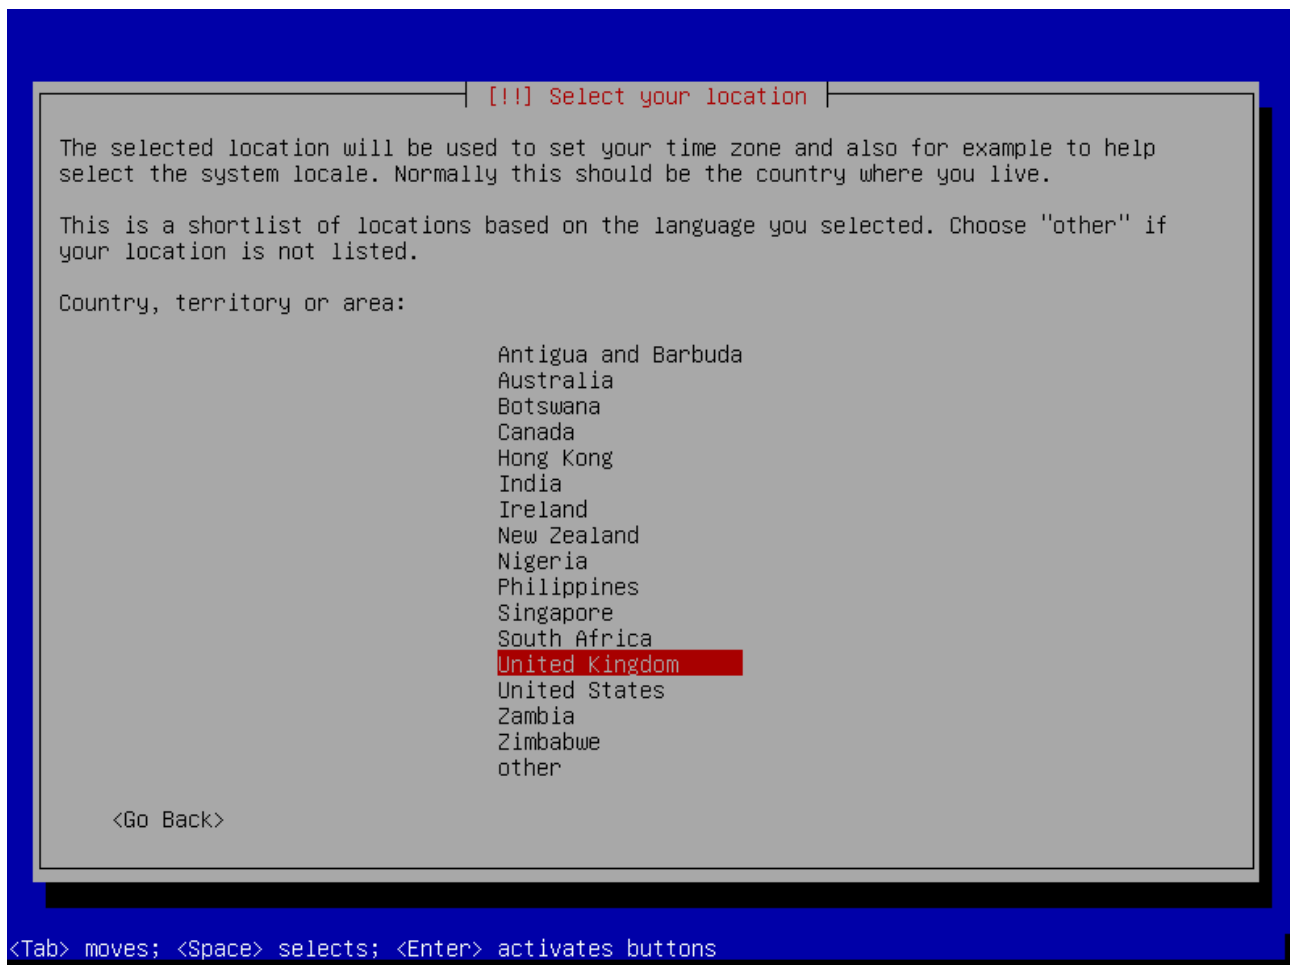 [!!] Select your location
The selected location will be used to set your time zone and also for example to help
select the system locale. Normally this should be the country where you live.
This is a shortlist of locations based on the language you selected. Choose "other" if
your location is not listed.
Country, territory or area:
Antigua and Barbuda
Australia
Botswana
Canada
Hong Kong
India
Ireland
New Zealand
Nigeria
Philippines
Singapore
South Africa
United Kingdom
United States
Zambia
Zimbabwe
other
<Go Back>
<Tab> moves; <Space> selects; <Enter> activates buttons